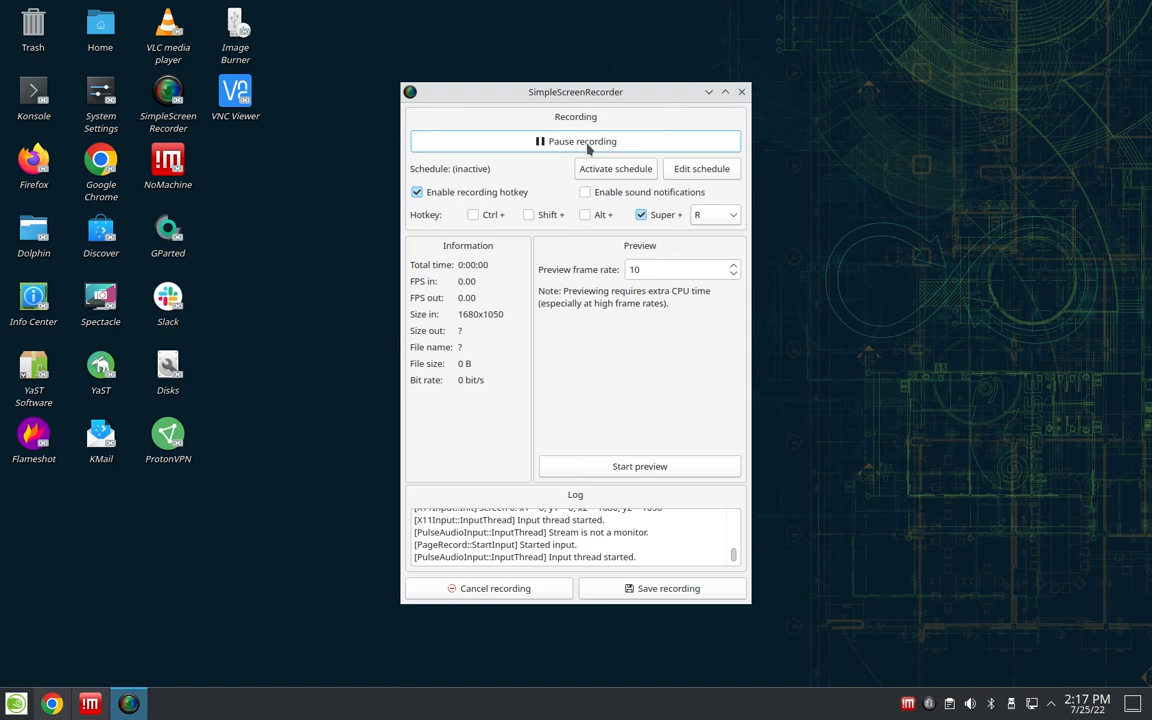 Trash
Home
VLC media
player
Image
Burner
Konsole
System
Settings
SimpleScreen
Recorder
VNC Viewer
Firefox
Google
Chrome
NoMachine
Dolphin
Discover
GParted
Info Center
Spectacle
Slack
YaST
Software
YaST
Disks
Flameshot
KMail
ProtonVPN
SimpleScreenRecorder
Recording
Pause recording
Schedule: (inactive)
Activate schedule
Edit schedule
Enable recording hotkey
Enable sound notifications
Hotkey:
Ctrl +
Shift +
Alt +
Super +
R
Information
Total time: 0:00:00
FPS in: 0.00
FPS out: 0.00
Size in: 1680x1050
Size out: ?
File name: ?
File size: 0 B
Bit rate: 0 bit/s
Preview
Preview frame rate: 10
Note: Previewing requires extra CPU time
(especially at high frame rates).
Start preview
Log
[X11Input::InputThread] Input thread started.
[PulseAudioInput::InputThread] Stream is not a monitor.
[PageRecord::StartInput] Started input.
[PulseAudioInput::InputThread] Input thread started.
Cancel recording
Save recording
2:17 PM
7/25/22